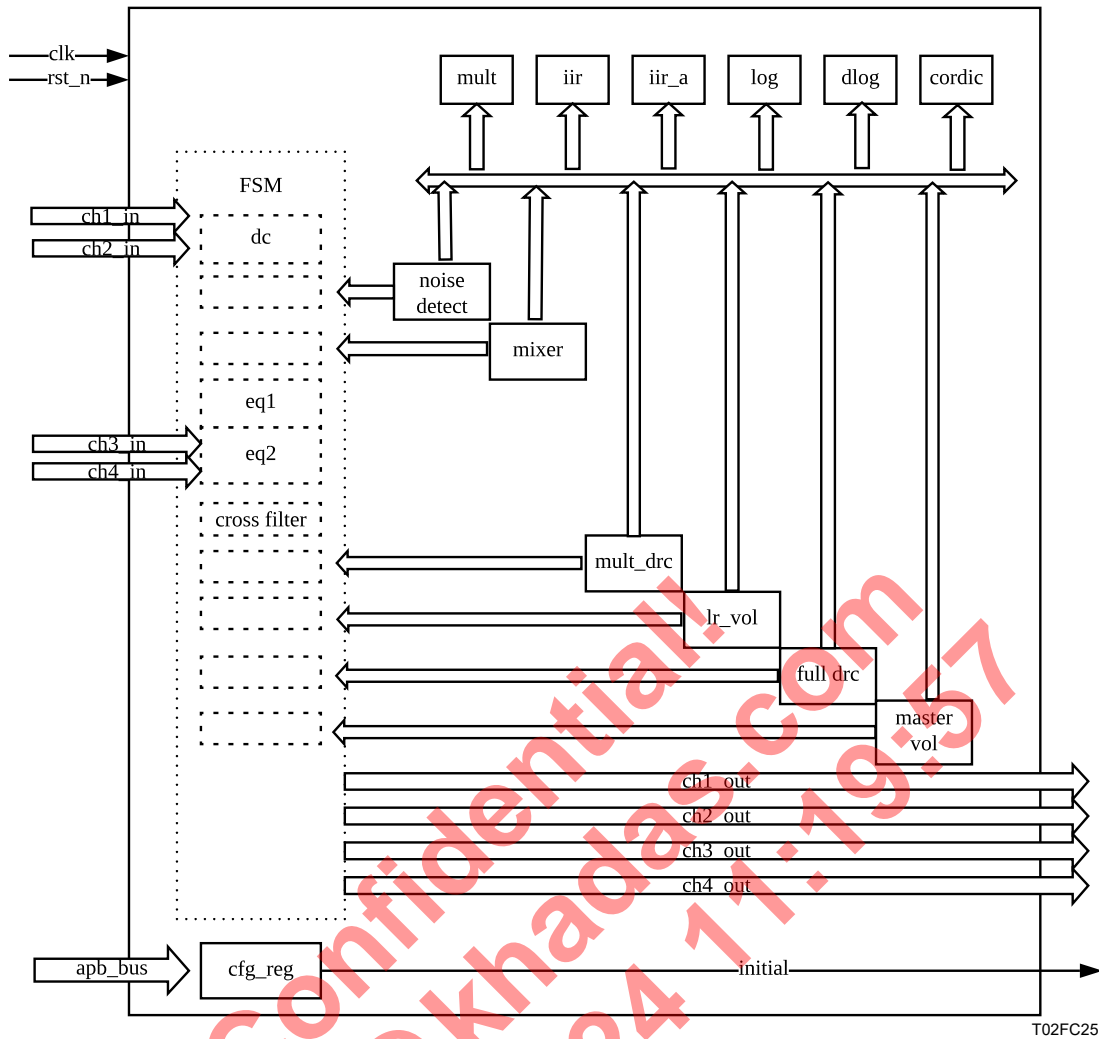 clk
rst_n
mult
iir
iir_a
log
dlog
cordic
FSM
ch1_in
ch2_in
dc
noise
detect
mixer
eq1
ch3_in
ch4_in
eq2
cross filter
mult_drc
lr_vol
full drc
master
vol
ch1_out
ch2_out
ch3_out
ch4_out
apb_bus
cfg_reg
initial
T02FC25
Confidential!
khadas.com
24 11:19:57